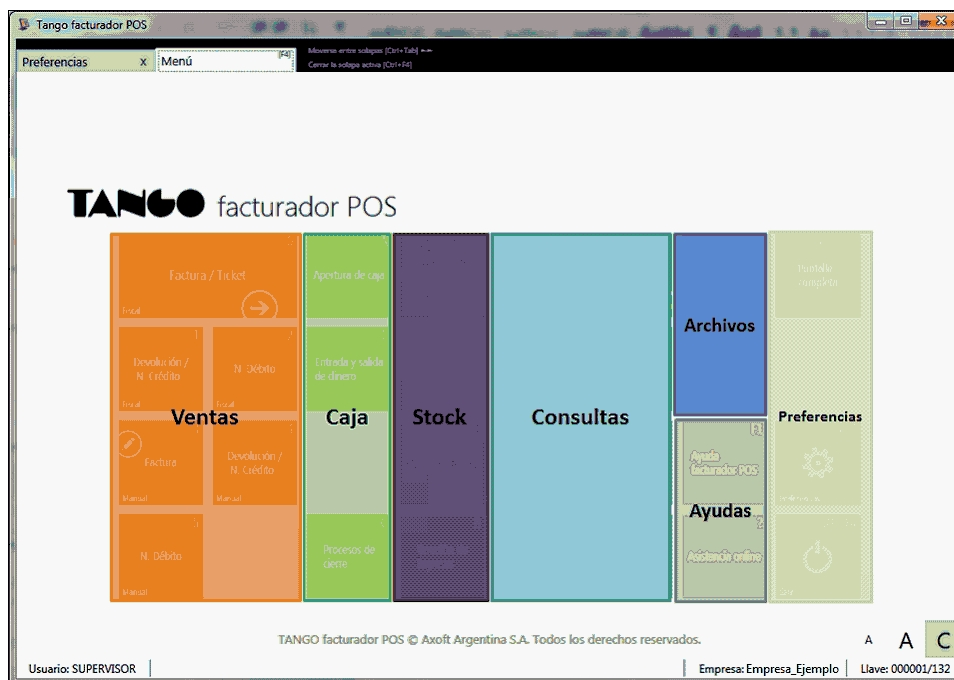 Tango facturador POS
Preferencias x Menú [F4]
Moverse entre solapas [Ctrl+Tab]
Cerrar la solapa activa [Ctrl+F4]
TANGO facturador POS
Factura / Ticket
Fiscal
Devolución / N. Crédito
N. Débito
Fiscal
Ventas
Factura
Manual
Devolución / N. Crédito
Manual
N. Débito
Manual
Apertura de caja
Entrada y salida de dinero
Caja
Procesos de cierre
Stock
Consultas
Archivos
Ayuda facturador POS
Ayudas
Asistencia online
Pantalla completa
Preferencias
Preferencias
TANGO facturador POS © Axoft Argentina S.A. Todos los derechos reservados.
A A C
Usuario: SUPERVISOR
Empresa: Empresa_Ejemplo
Llave: 000001/132